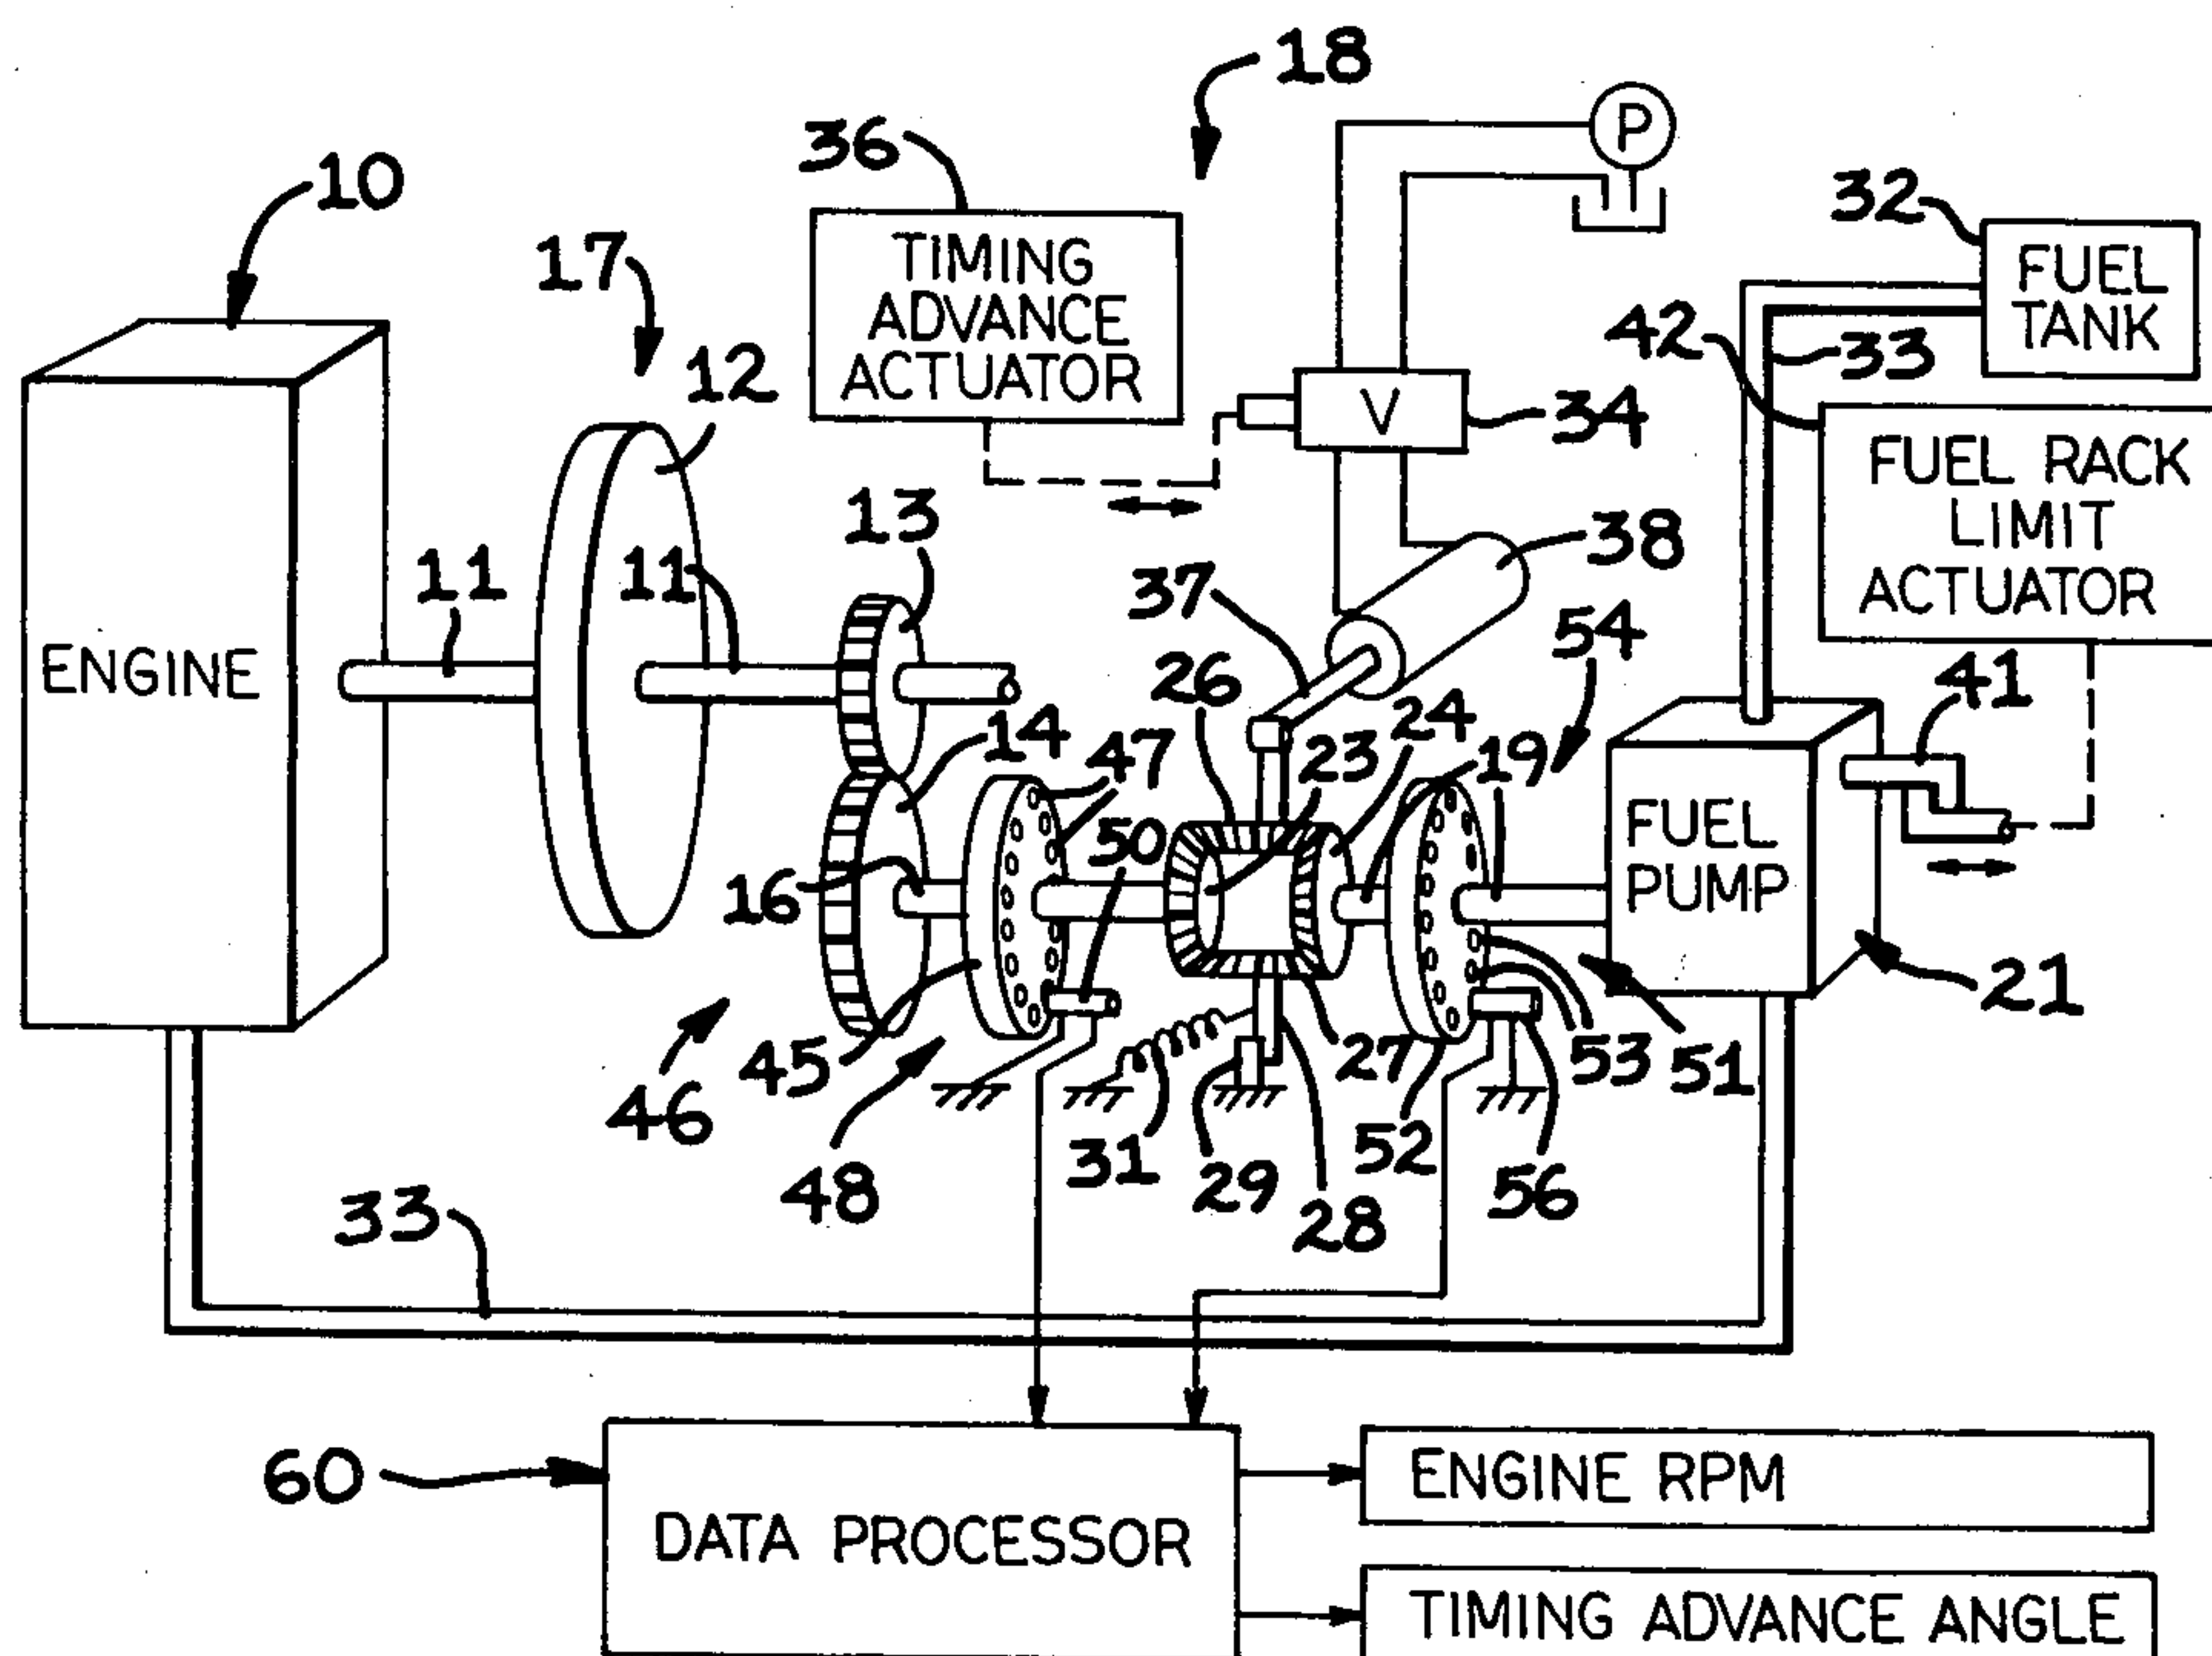 18
P
36
10
32
17
TIMING
ADVANCE
ACTUATOR
FUEL
TANK
42
33
12
V
34
FUEL RACK
LIMIT
ACTUATOR
13
38
11
11
37
54
ENGINE
26
24
41
14
47
23
19
50
FUEL
PUMP
16
21
45
27
53
51
46
48
31
29
28
52
56
33
60
DATA PROCESSOR
ENGINE RPM
TIMING ADVANCE ANGLE